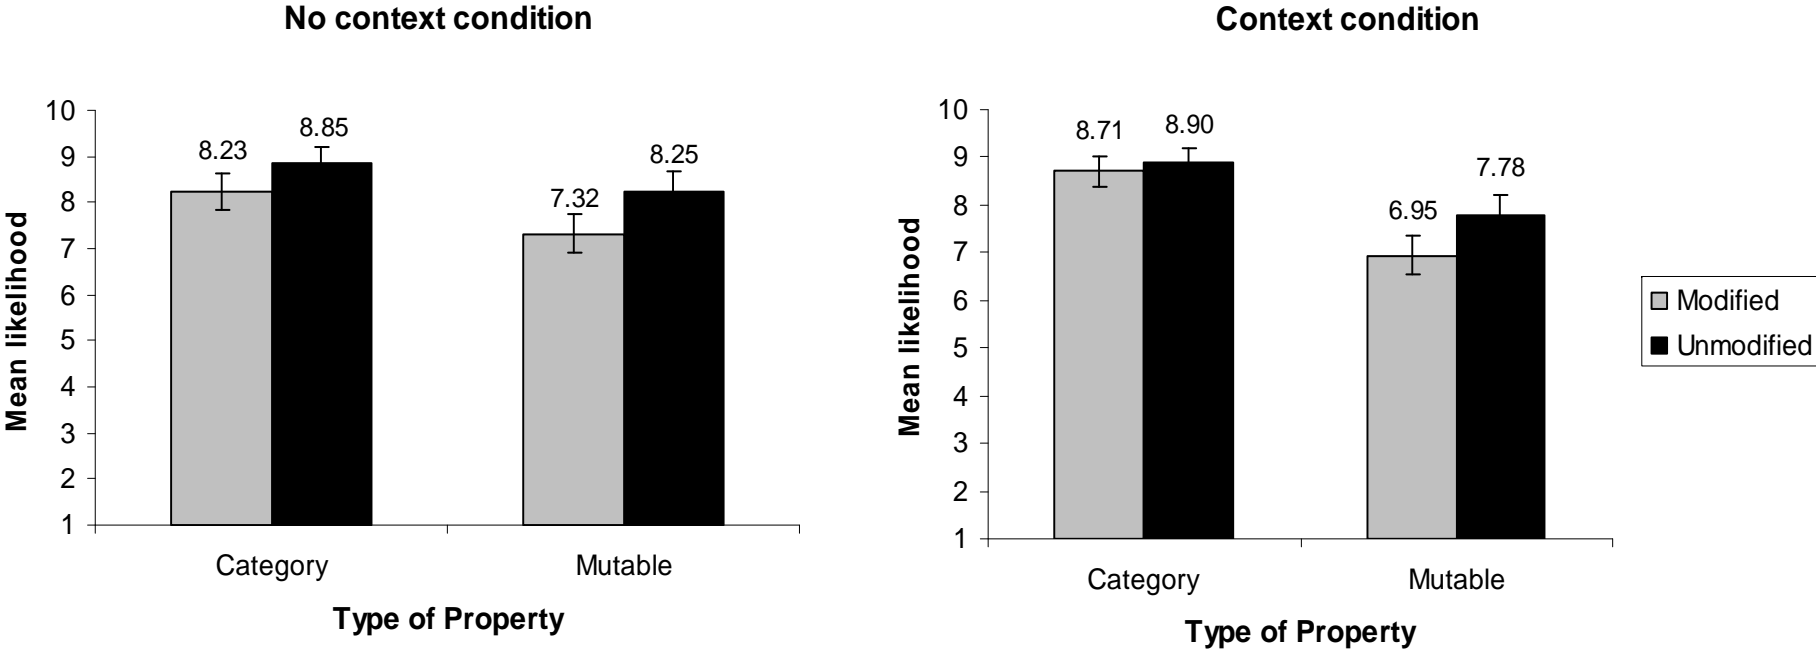 No context condition
10
9
8
7
6
5
4
3
2
1
Mean likelihood
8.23
8.85
7.32
8.25
Category
Mutable
Type of Property
Context condition
10
9
8
7
6
5
4
3
2
1
Mean likelihood
8.71
8.90
6.95
7.78
Category
Mutable
Type of Property
Modified
Unmodified